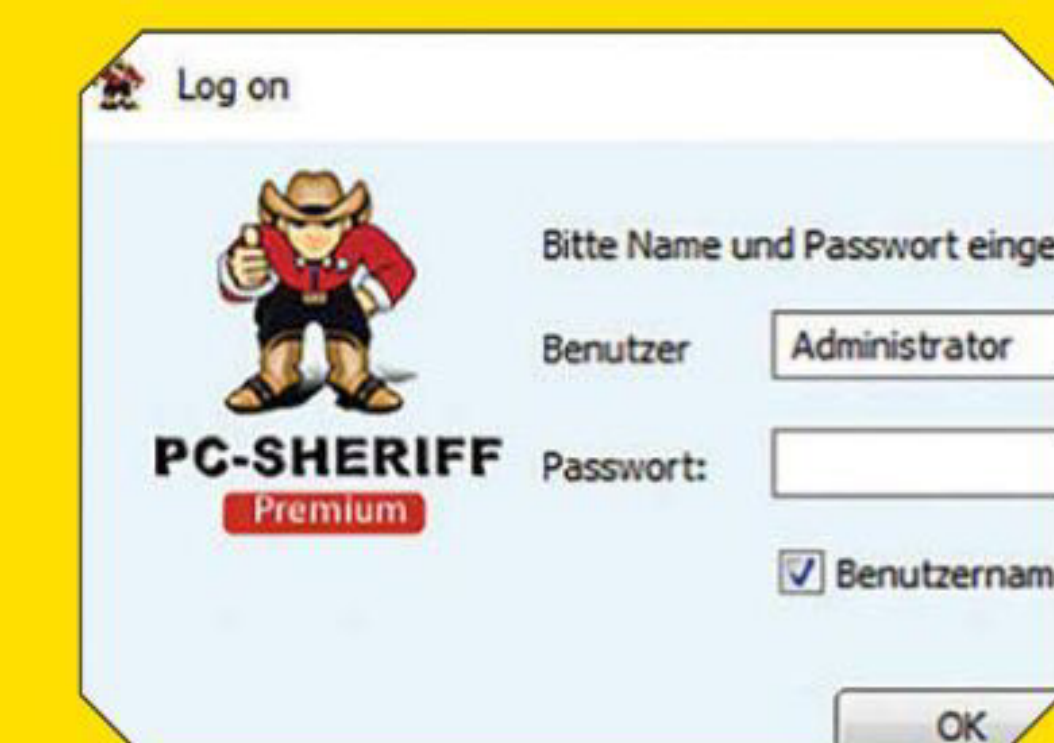 Log on
Bitte Name und Passwort einge
Benutzer
Administrator
PC-SHERIFF
Premium
Passwort:
Benutzernam
OK